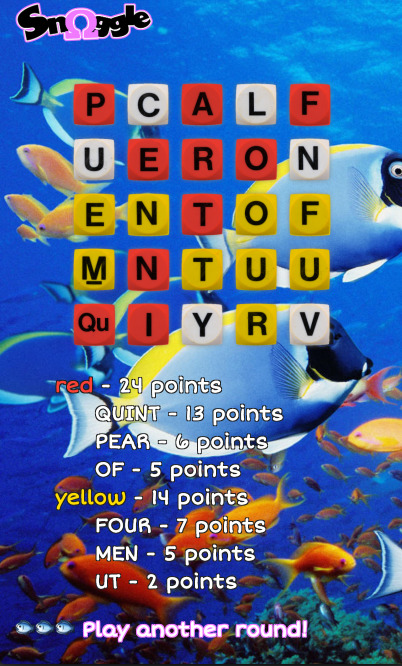 Snuggle
P C A L F
U E R O N
E N T O F
M N T U U
Qu I Y R V
red - 24 points
QUINT - 13 points
PEAR - 6 points
OF - 5 points
yellow - 14 points
FOUR - 7 points
MEN - 5 points
UT - 2 points
Play another round!